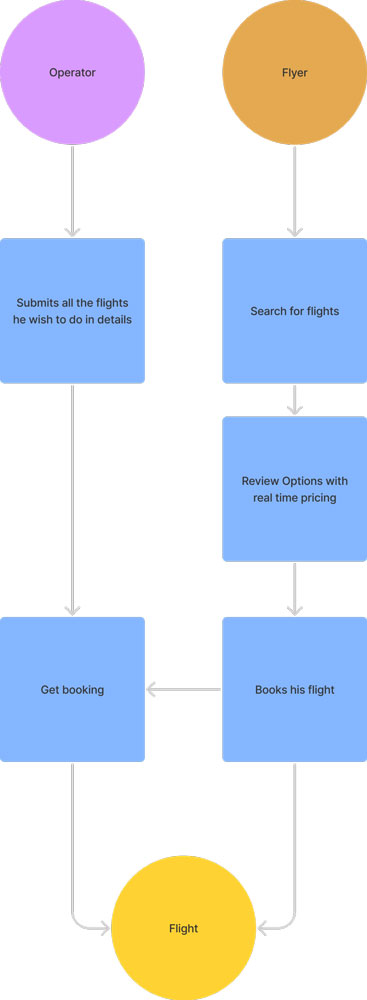 Operator
Flyer
Submits all the flights
he wish to do in details
Search for flights
Review Options with
real time pricing
Get booking
Books his flight
Flight